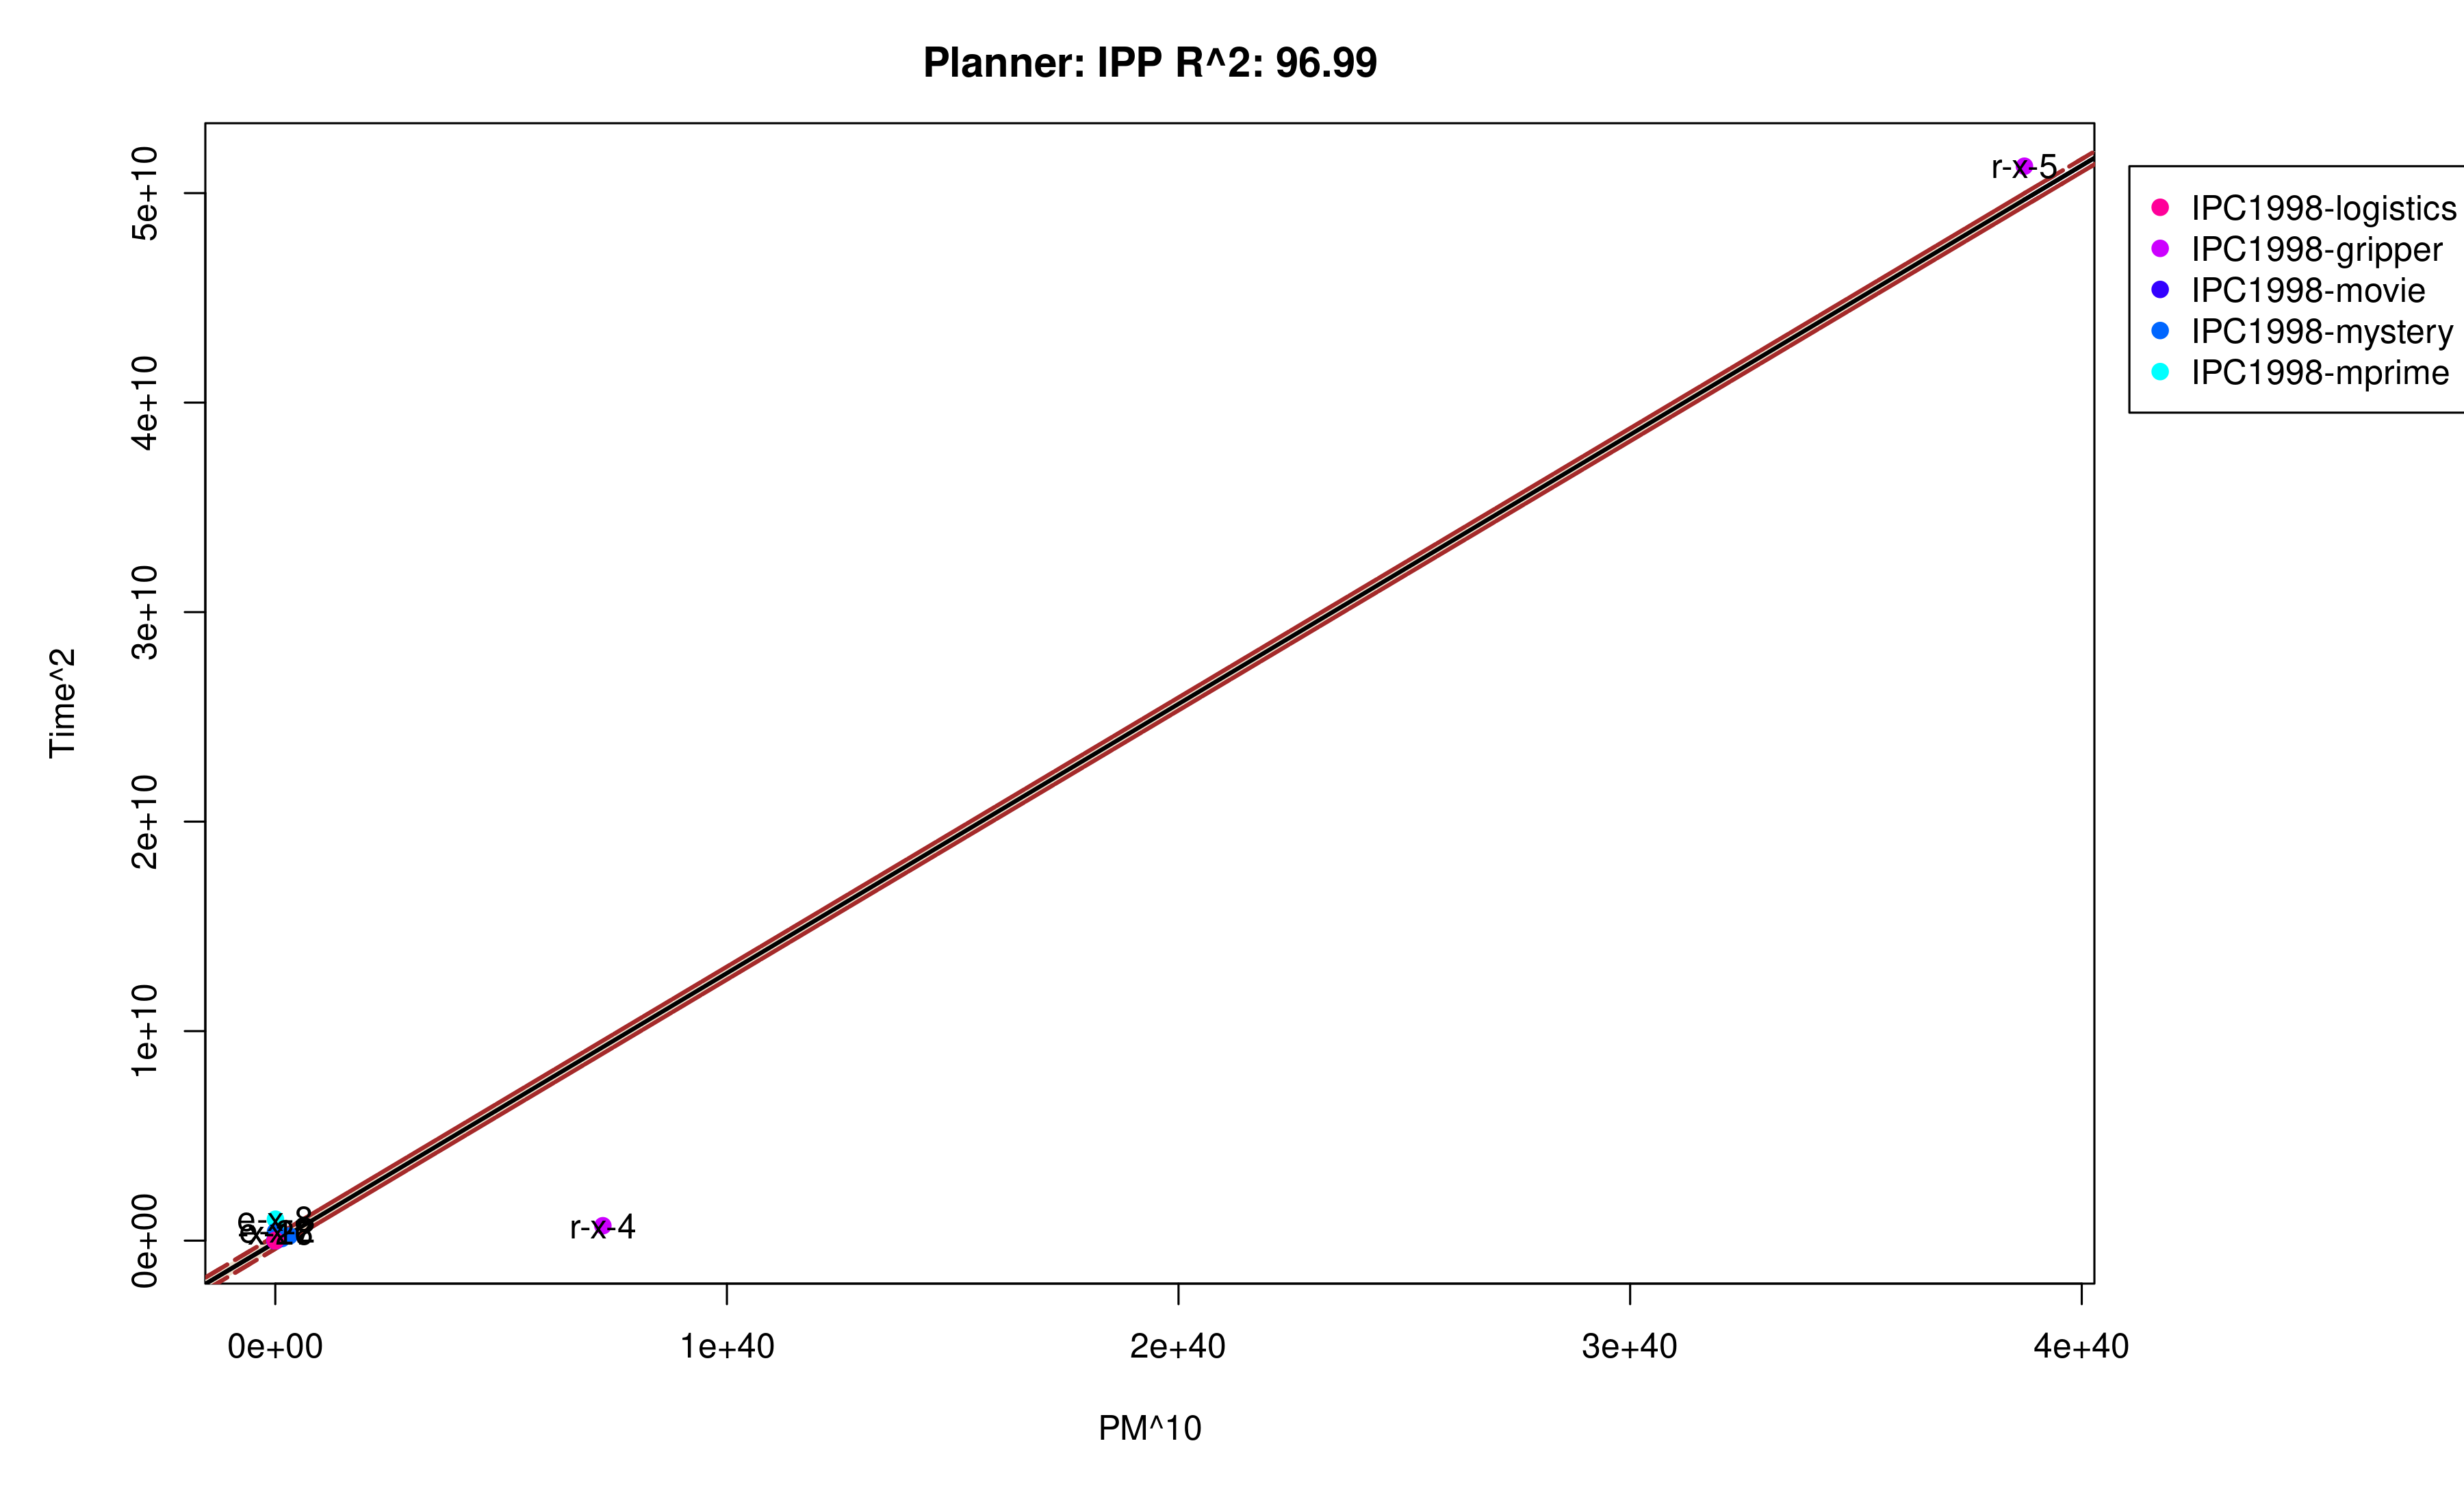 Planner: IPP R^2: 96.99
Time^2
5e+10
4e+10
3e+10
2e+10
1e+10
0e+00
r-x-5
r-x-4
e-x-8
0e+00
1e+40
2e+40
3e+40
4e+40
PM^10
IPC1998-logistics
IPC1998-gripper
IPC1998-movie
IPC1998-mystery
IPC1998-mprime